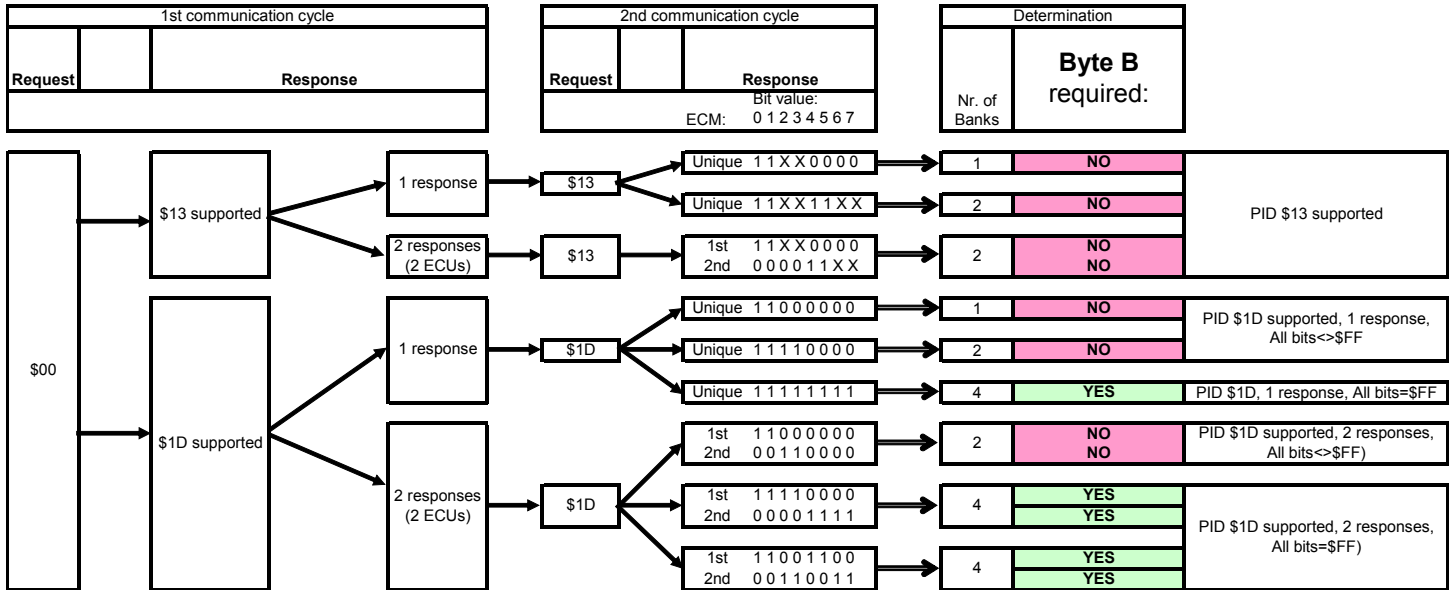 1st communication cycle
2nd communication cycle
Determination
Request
Response
Request
Response
Bit value:
ECM: 0 1 2 3 4 5 6 7
Nr. of
Banks
Byte B
required:
$00
$13 supported
1 response
$13
Unique 1 1 X X 0 0 0 0
1
NO
Unique 1 1 X X 1 1 X X
2
NO
2 responses
(2 ECUs)
$13
1st 1 1 X X 0 0 0 0
2nd 0 0 0 0 1 1 X X
2
NO
NO
PID $13 supported
$1D supported
1 response
$1D
Unique 1 1 0 0 0 0 0 0
1
NO
Unique 1 1 1 1 0 0 0 0
2
NO
PID $1D supported, 1 response,
All bits<>$FF
Unique 1 1 1 1 1 1 1 1
4
YES
PID $1D, 1 response, All bits=$FF
2 responses
(2 ECUs)
$1D
1st 1 1 0 0 0 0 0 0
2nd 0 0 1 1 0 0 0 0
2
NO
NO
PID $1D supported, 2 responses,
All bits<>$FF)
1st 1 1 1 1 0 0 0 0
2nd 0 0 0 0 1 1 1 1
4
YES
YES
1st 1 1 0 0 1 1 0 0
2nd 0 0 1 1 0 0 1 1
4
YES
YES
PID $1D supported, 2 responses,
All bits=$FF)